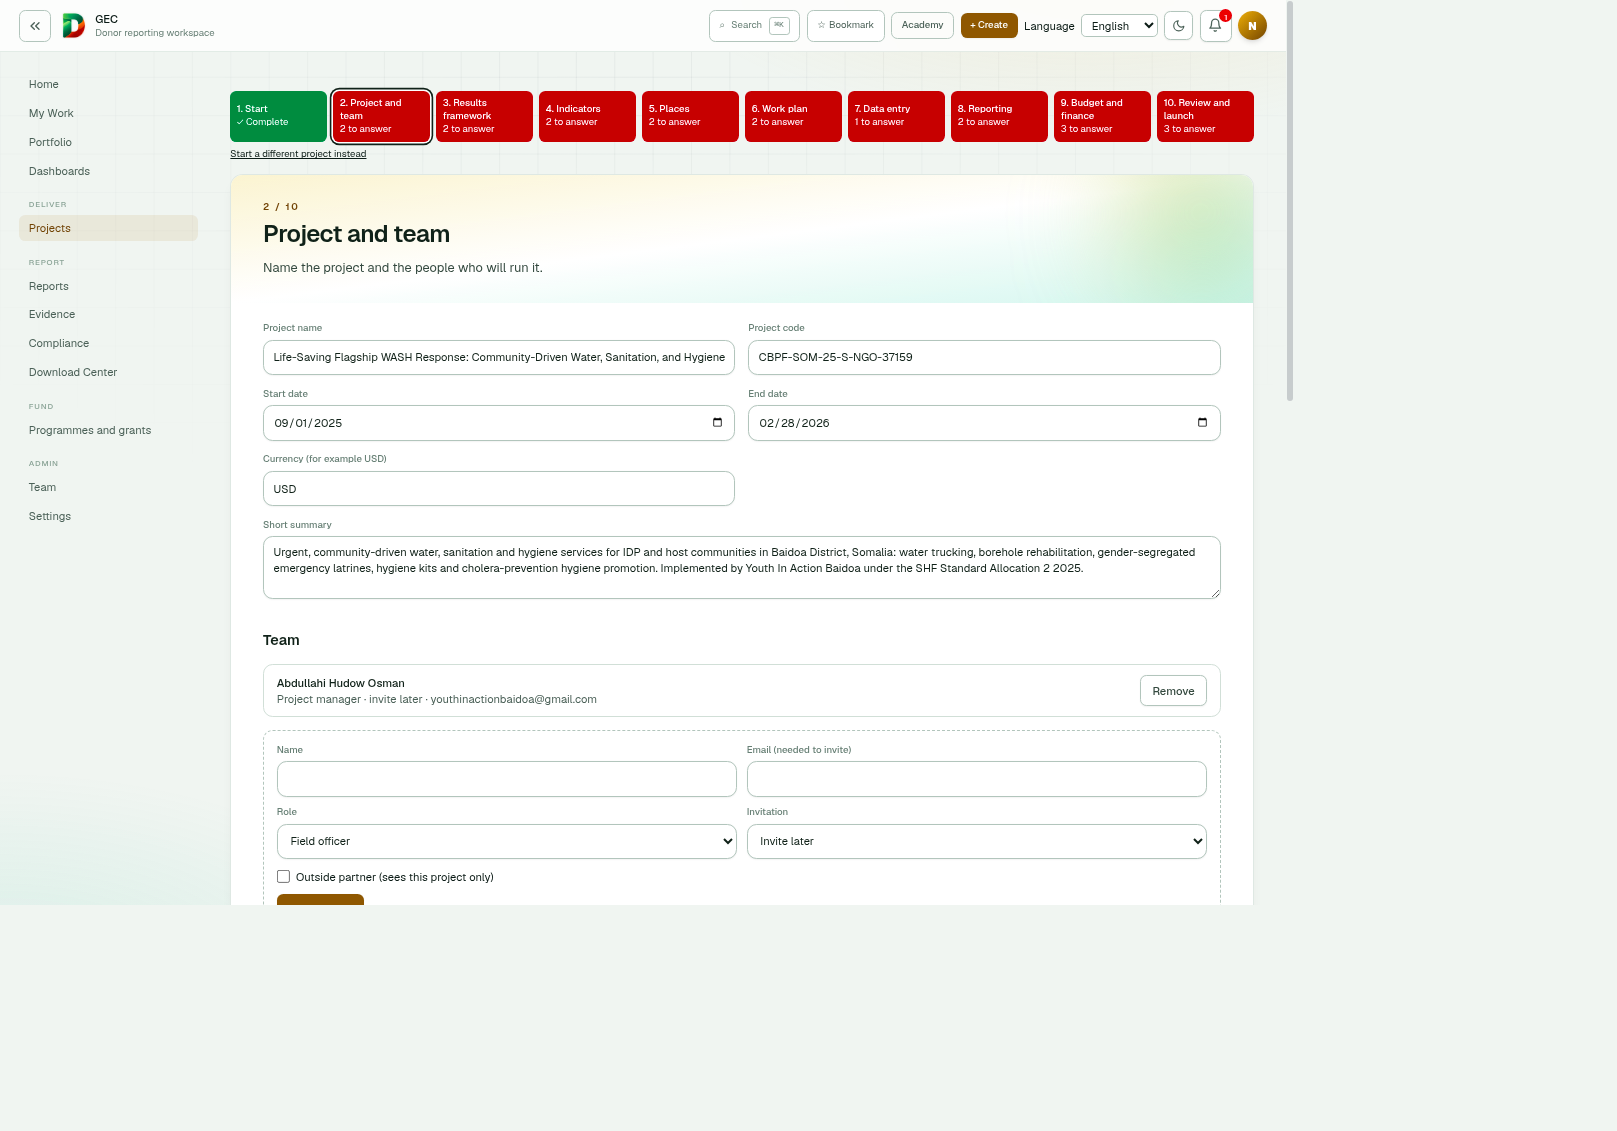 GEC
Donor reporting workspace
Search ⌘K
☆ Bookmark
Academy
+ Create
Language
English
1
N
Home
My Work
Portfolio
Dashboards
DELIVER
Projects
REPORT
Reports
Evidence
Compliance
Download Center
FUND
Programmes and grants
ADMIN
Team
Settings
1. Start
✓ Complete
2. Project and
team
2 to answer
3. Results
framework
2 to answer
4. Indicators
2 to answer
5. Places
2 to answer
6. Work plan
2 to answer
7. Data entry
1 to answer
8. Reporting
2 to answer
9. Budget and
finance
3 to answer
10. Review and
launch
3 to answer
Start a different project instead
2 / 10
Project and team
Name the project and the people who will run it.
Project name
Life-Saving Flagship WASH Response: Community-Driven Water, Sanitation, and Hygiene
Project code
CBPF-SOM-25-S-NGO-37159
Start date
09/01/2025
End date
02/28/2026
Currency (for example USD)
USD
Short summary
Urgent, community-driven water, sanitation and hygiene services for IDP and host communities in Baidoa District, Somalia: water trucking, borehole rehabilitation, gender-segregated
emergency latrines, hygiene kits and cholera-prevention hygiene promotion. Implemented by Youth In Action Baidoa under the SHF Standard Allocation 2 2025.
Team
Abdullahi Hudow Osman
Project manager · invite later · youthinactionbaidoa@gmail.com
Remove
Name
Email (needed to invite)
Role
Field officer
Invitation
Invite later
Outside partner (sees this project only)